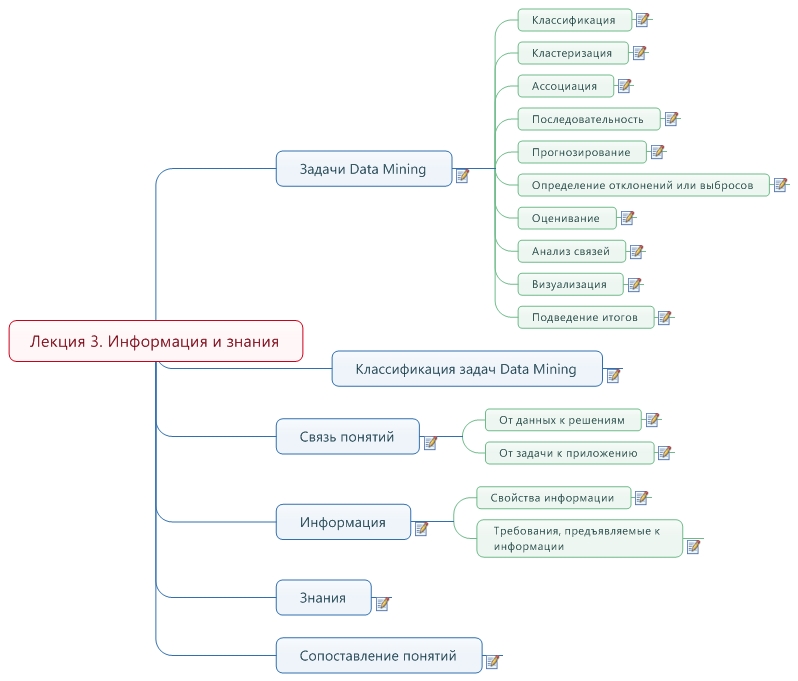 Лекция 3. Информация и знания
Задачи Data Mining
Классификация
Кластеризация
Ассоциация
Последовательность
Прогнозирование
Определение отклонений или выбросов
Оценивание
Анализ связей
Визуализация
Подведение итогов
Классификация задач Data Mining
Связь понятий
От данных к решениям
От задачи к приложению
Информация
Свойства информации
Требования, предъявляемые к
информации
Знания
Сопоставление понятий